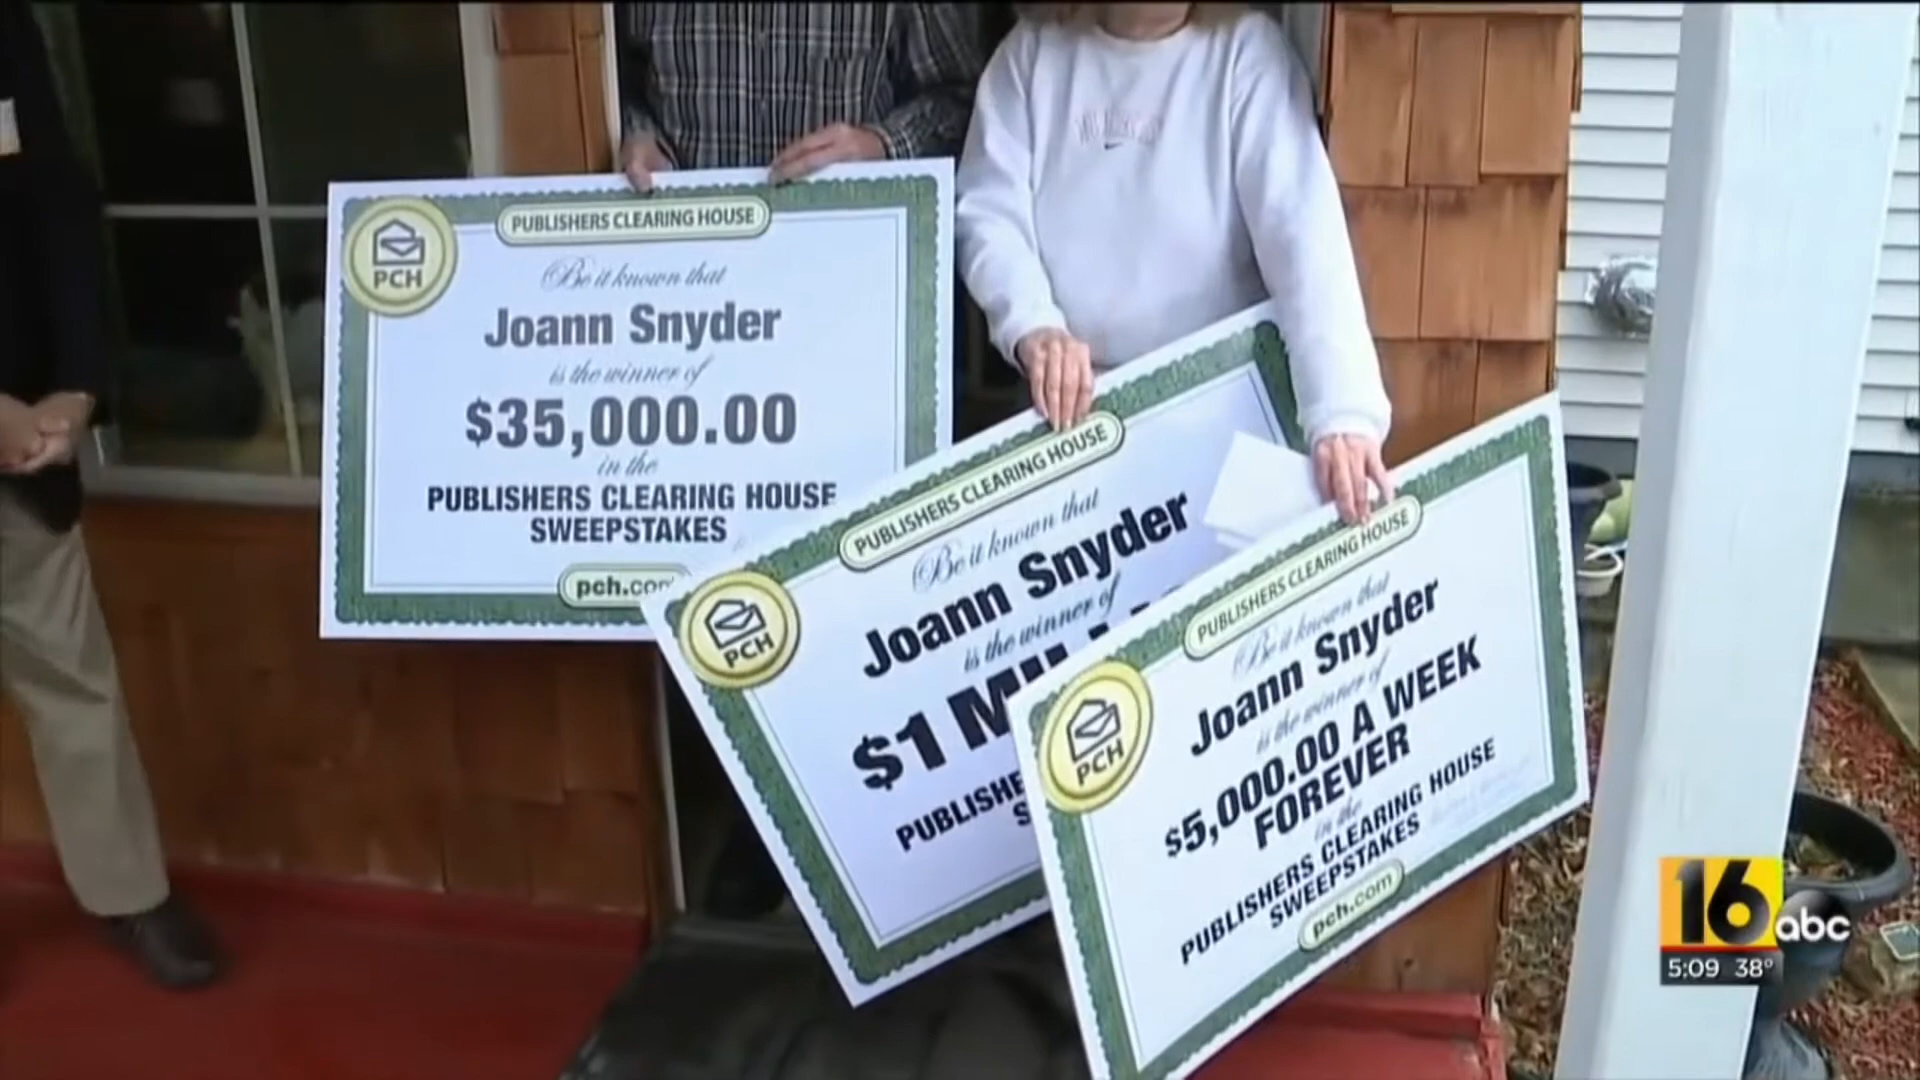 PUBLISHERS CLEARING HOUSE
PCH
Be it known that
Joann Snyder
is the winner of
$35,000.00
in the
PUBLISHERS CLEARING HOUSE
SWEEPSTAKES
pch.com
PUBLISHERS CLEARING HOUSE
PCH
Be it known that
Joann Snyder
is the winner of
$1
PUBLISHERS CLEARING HOUSE
PCH
Be it known that
Joann Snyder
is the winner of
$5,000.00 A WEEK
FOREVER
in the
PUBLISHERS CLEARING HOUSE
SWEEPSTAKES
pch.com
16 abc
5:09 38°